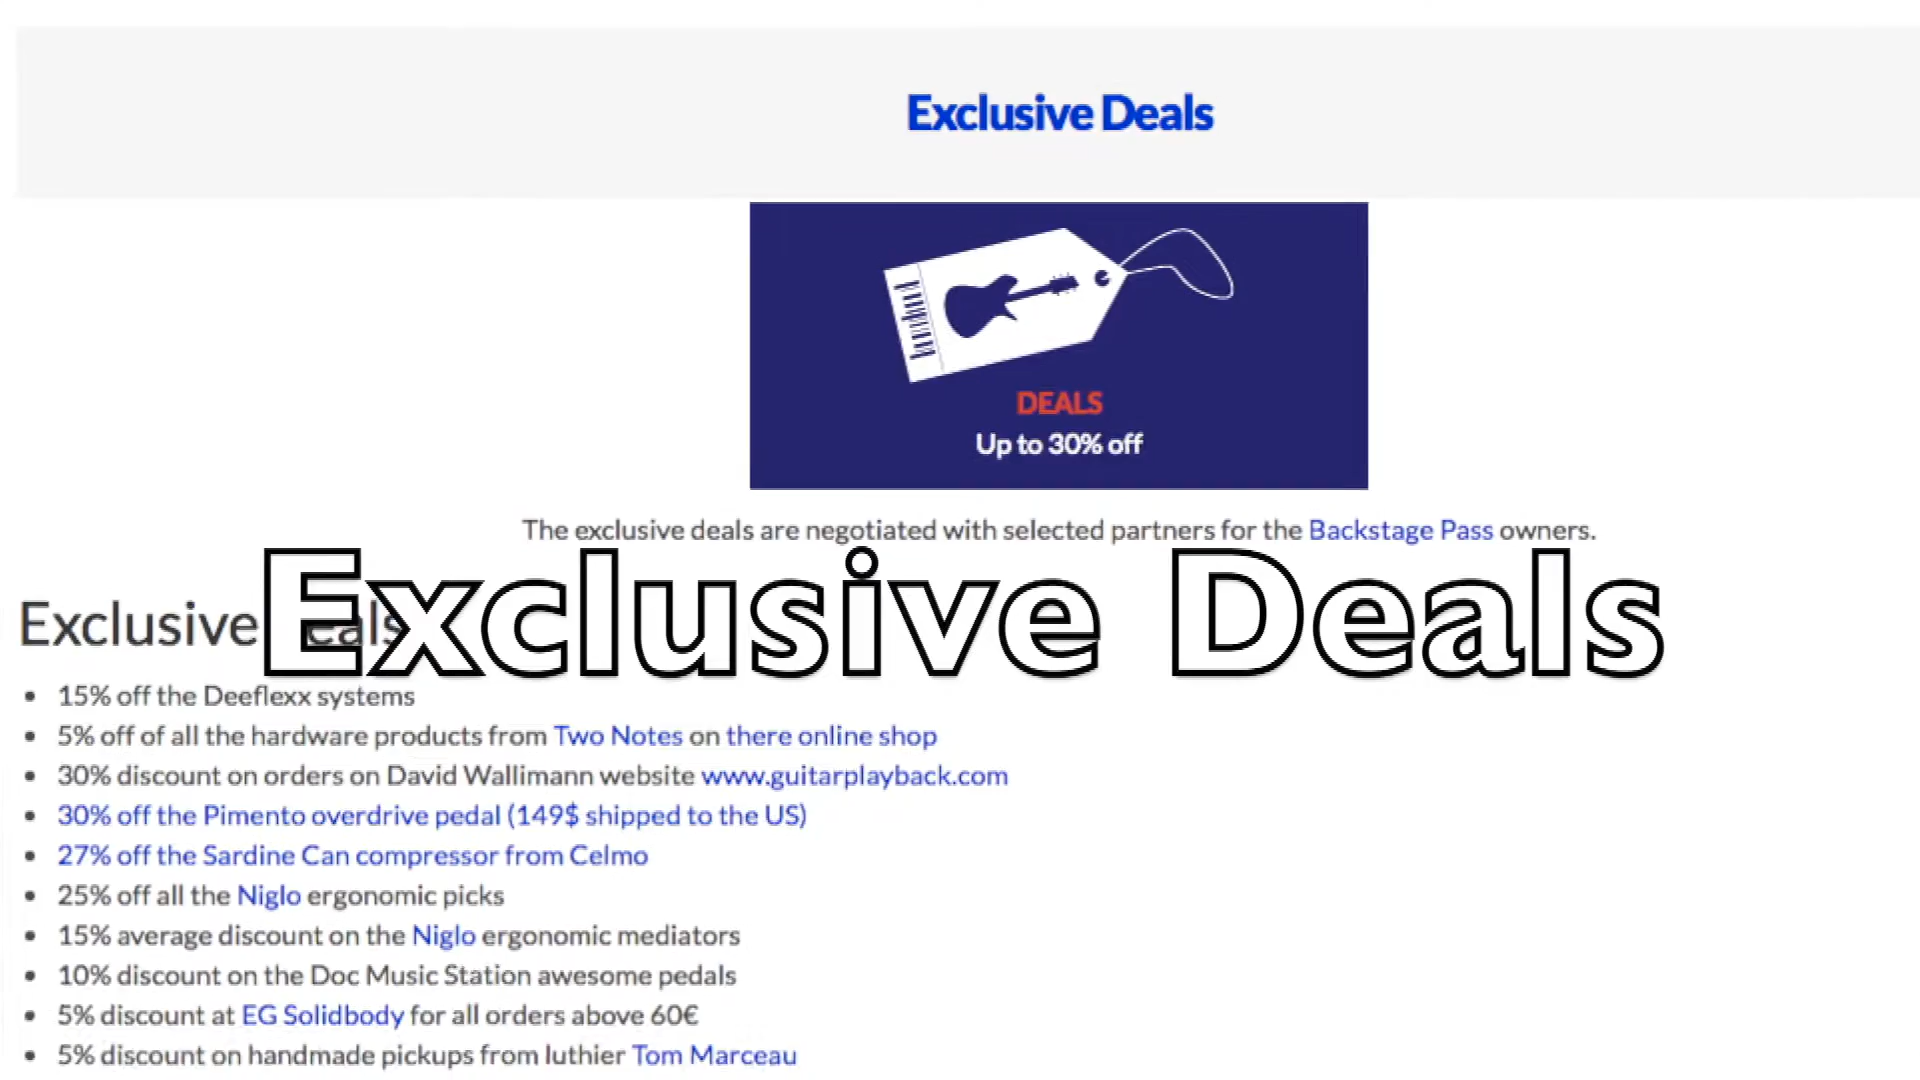 Exclusive Deals
DEALS
Up to 30% off
The exclusive deals are negotiated with selected partners for the Backstage Pass owners.
Exclusive Deals
Exclusive Deals
15% off the Deeflexx systems
5% off of all the hardware products from Two Notes on there online shop
30% discount on orders on David Wallimann website www.guitarplayback.com
30% off the Pimento overdrive pedal (149$ shipped to the US)
27% off the Sardine Can compressor from Celmo
25% off all the Niglo ergonomic picks
15% average discount on the Niglo ergonomic mediators
10% discount on the Doc Music Station awesome pedals
5% discount at EG Solidbody for all orders above 60€
5% discount on handmade pickups from luthier Tom Marceau